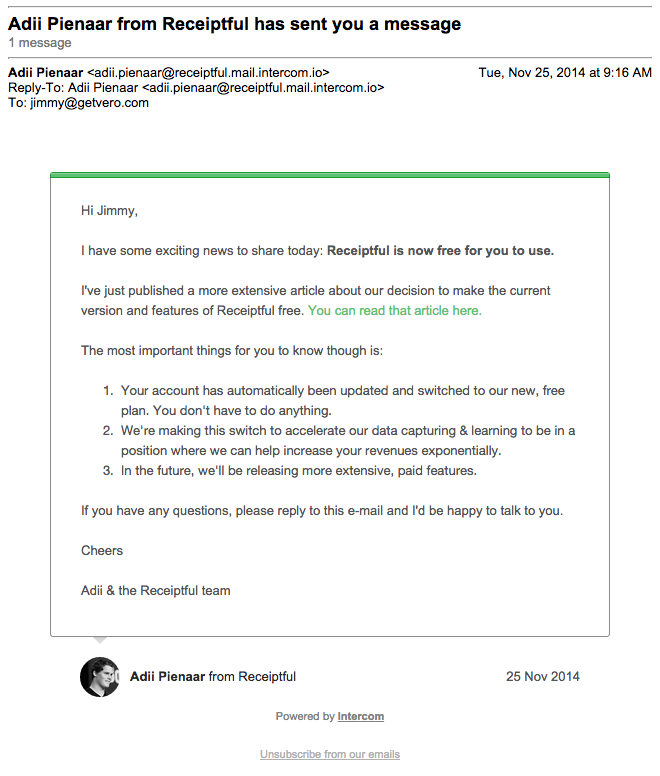 Adii Pienaar from Receiptful has sent you a message
1 message
Adii Pienaar <adii.pienaar@receiptful.mail.intercom.io> Tue, Nov 25, 2014 at 9:16 AM
Reply-To: Adii Pienaar <adii.pienaar@receiptful.mail.intercom.io>
To: jimmy@getvero.com
Hi Jimmy,
I have some exciting news to share today: Receiptful is now free for you to use.
I've just published a more extensive article about our decision to make the current
version and features of Receiptful free. You can read that article here.
The most important things for you to know though is:
1. Your account has automatically been updated and switched to our new, free
plan. You don't have to do anything.
2. We're making this switch to accelerate our data capturing & learning to be in a
position where we can help increase your revenues exponentially.
3. In the future, we'll be releasing more extensive, paid features.
If you have any questions, please reply to this e-mail and I'd be happy to talk to you.
Cheers
Adii & the Receiptful team
Adii Pienaar from Receiptful 25 Nov 2014
Powered by Intercom
Unsubscribe from our emails